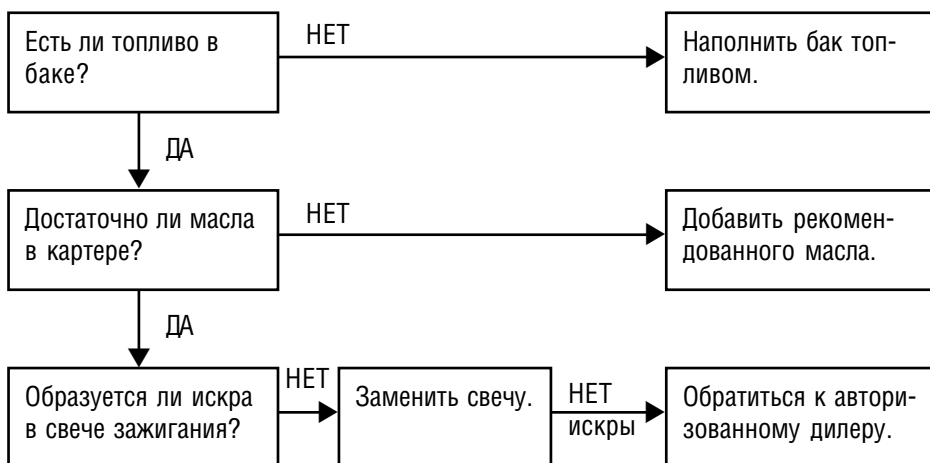 Есть ли топливо в
баке?
НЕТ
Наполнить бак топ-
ливом.
ДА
Достаточно ли масла
в картере?
НЕТ
Добавить рекомен-
дованного масла.
ДА
Образуется ли искра
в свече зажигания?
НЕТ
Заменить свечу.
НЕТ
искры
Обратиться к автори-
зованному дилеру.